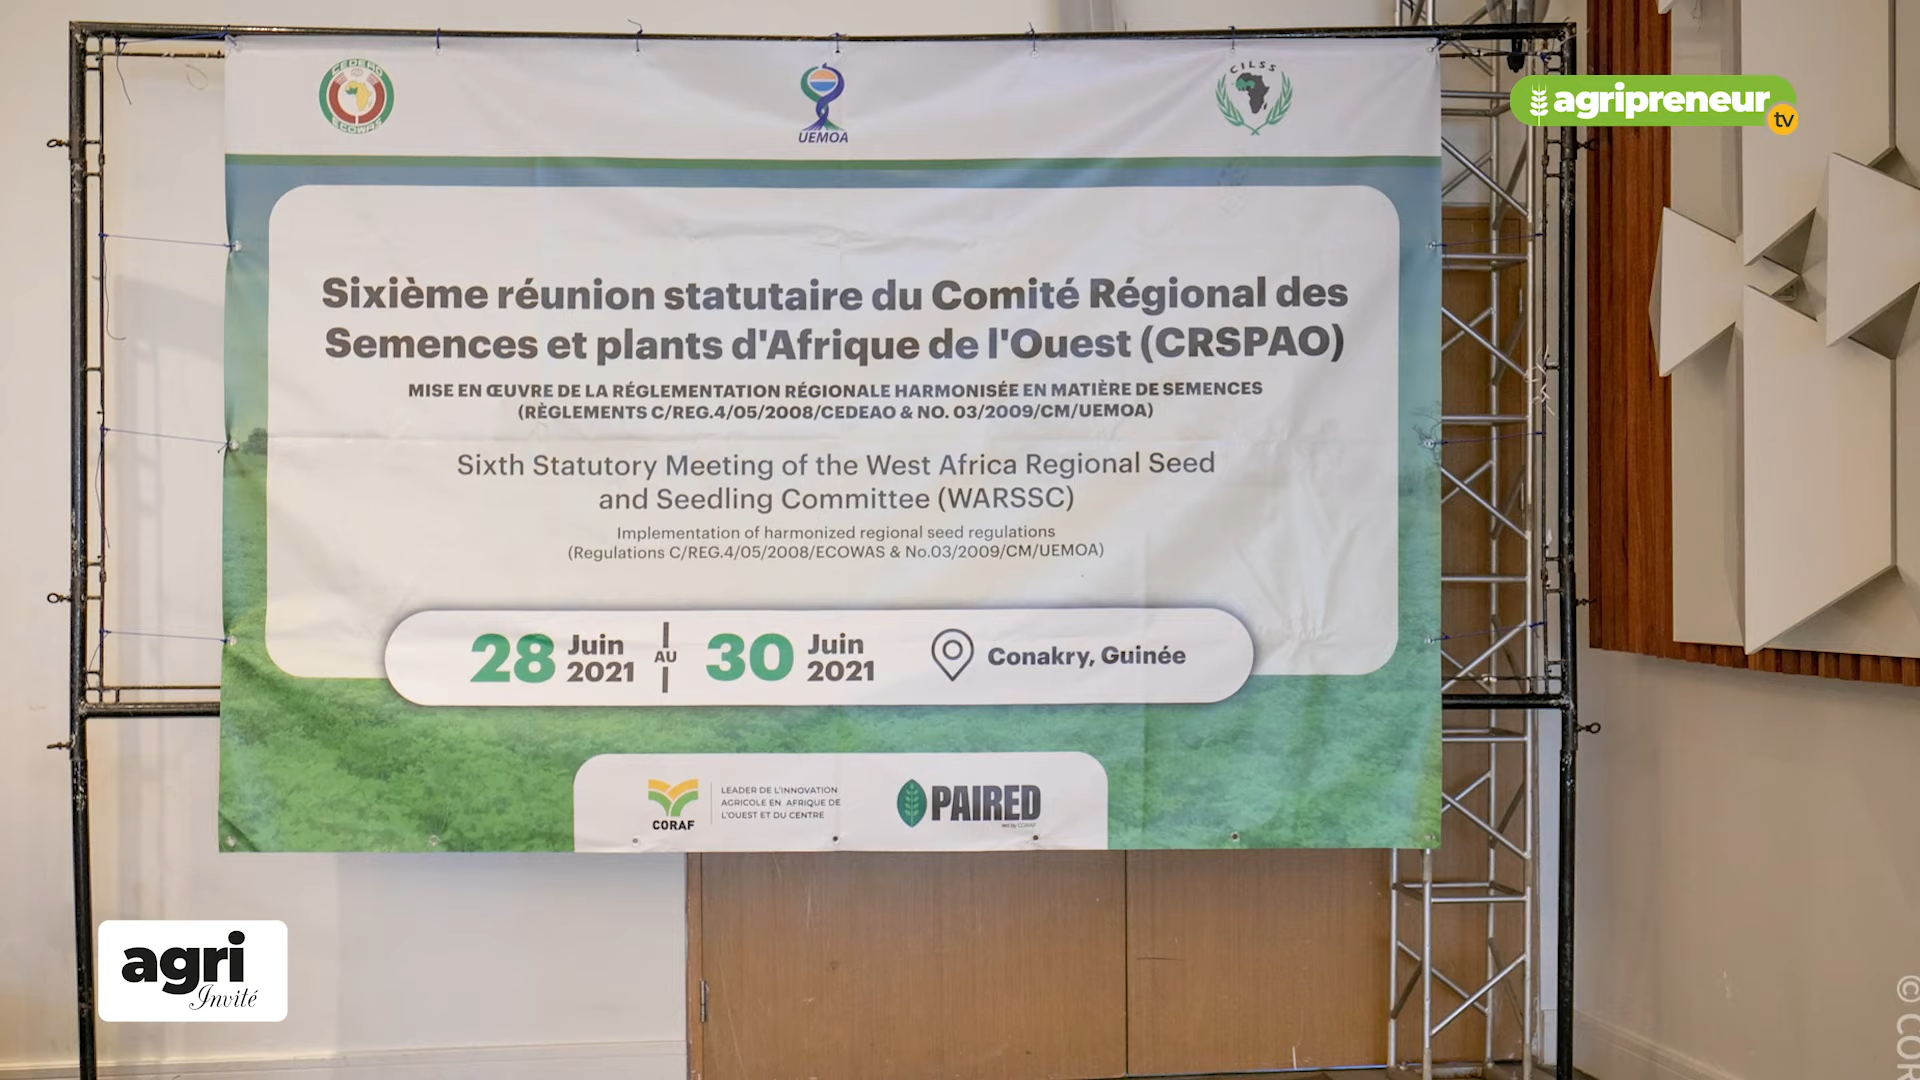 CEDEAO
ECOWAS
UEMOA
CILSS
agripreneur
tv
Sixième réunion statutaire du Comité Régional des
Semences et plants d'Afrique de l'Ouest (CRSPAO)
MISE EN ŒUVRE DE LA RÉGLEMENTATION RÉGIONALE HARMONISÉE EN MATIÈRE DE SEMENCES
(RÈGLEMENTS C/REG.4/05/2008/CEDEAO & NO. 03/2009/CM/UEMOA)
Sixth Statutory Meeting of the West Africa Regional Seed
and Seedling Committee (WARSSC)
Implementation of harmonized regional seed regulations
(Regulations C/REG.4/05/2008/ECOWAS & No.03/2009/CM/UEMOA)
28 Juin 2021 AU 30 Juin 2021 Conakry, Guinée
CORAF
LEADER DE L'INNOVATION
AGRICOLE EN AFRIQUE DE
L'OUEST ET DU CENTRE
PAIRED
led by CORAF
agri
Invité
© COR